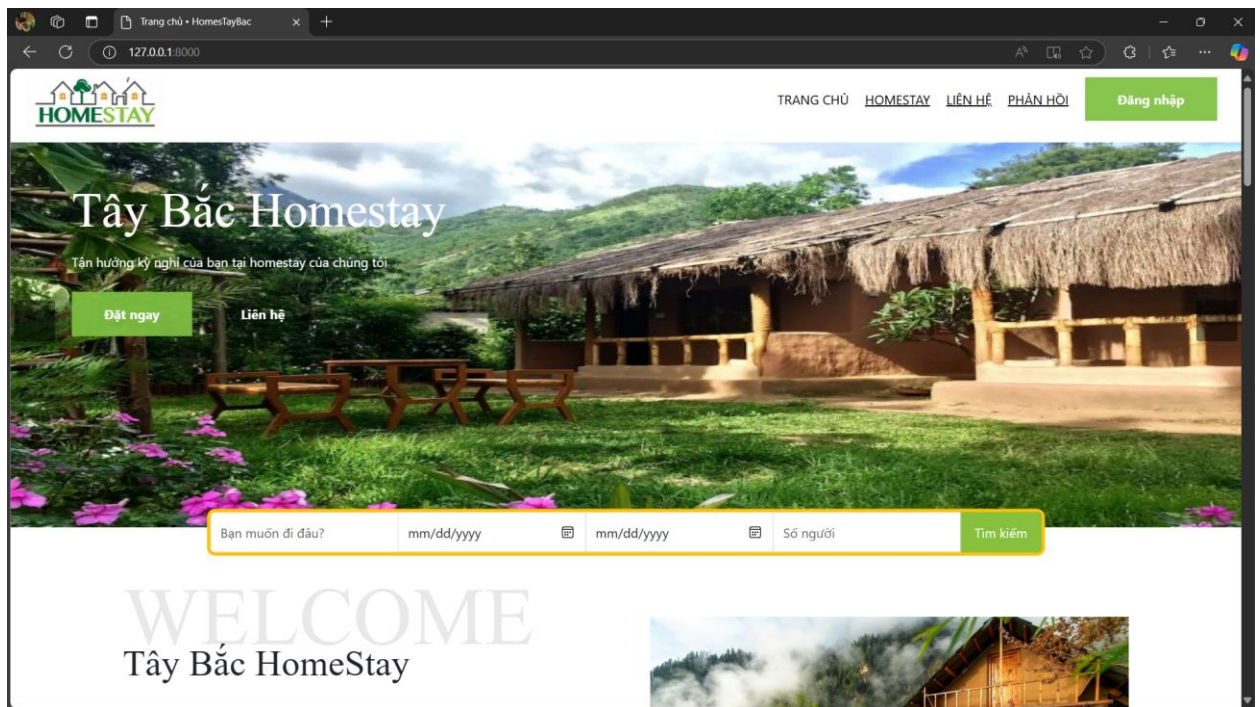 Trang chủ • HomesTayBac
127.0.0.1:8000
HOMESTAY
TRANG CHỦ HOMESTAY LIÊN HỆ PHẢN HỒI Đăng nhập
Tây Bắc Homestay
Tận hưởng kỳ nghỉ của bạn tại homestay của chúng tôi
Đặt ngay Liên hệ
Bạn muốn đi đâu? mm/dd/yyyy mm/dd/yyyy Số người Tìm kiếm
WELCOME
Tây Bắc HomeStay